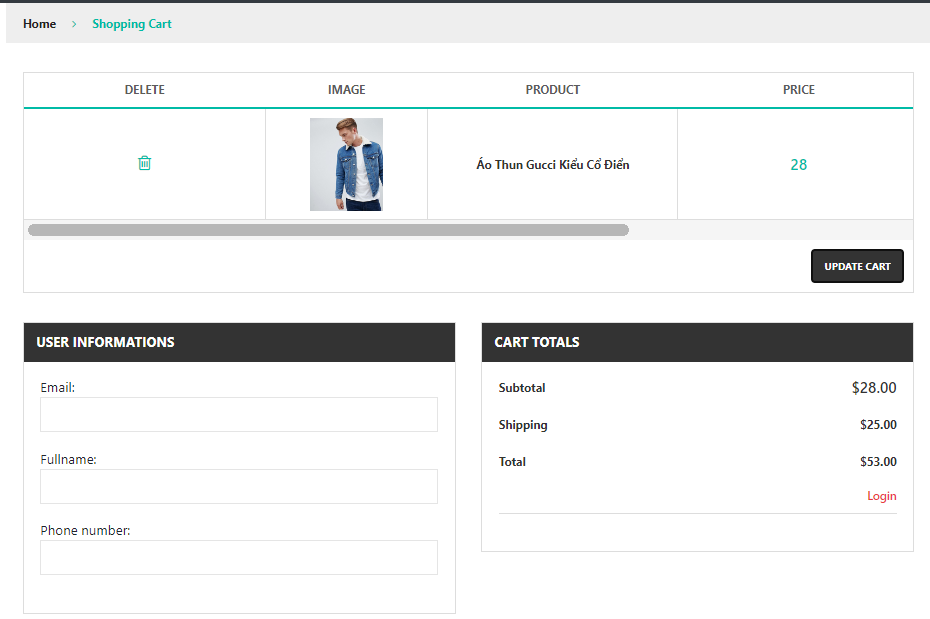 Home > Shopping Cart
DELETE IMAGE PRODUCT PRICE
Áo Thun Gucci Kiểu Cổ Điển 28
UPDATE CART
USER INFORMATIONS
Email:
Fullname:
Phone number:
CART TOTALS
Subtotal $28.00
Shipping $25.00
Total $53.00
Login